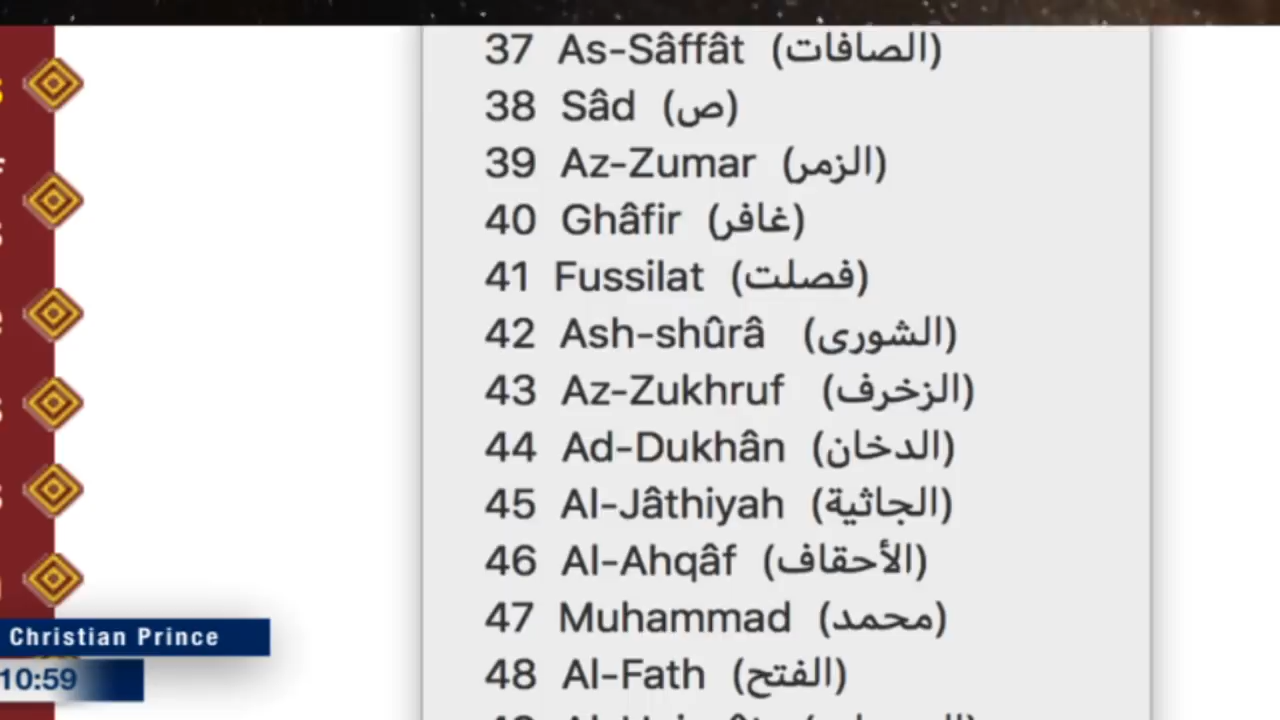 37 As-Sâffât (الصافات)
38 Sâd (ص)
39 Az-Zumar (الزمر)
40 Ghâfir (غافر)
41 Fussilat (فصلت)
42 Ash-shûrâ (الشورى)
43 Az-Zukhruf (الزخرف)
44 Ad-Dukhân (الدخان)
45 Al-Jâthiyah (الجاثية)
46 Al-Ahqâf (الأحقاف)
47 Muhammad (محمد)
48 Al-Fath (الفتح)
Christian Prince
10:59